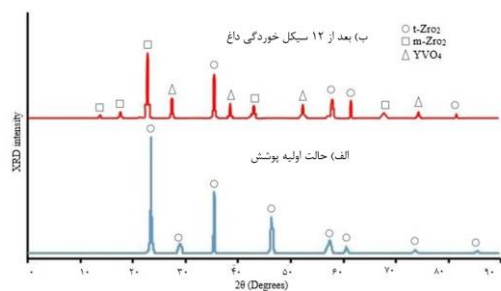 ب) بعد از ۱۲ سیکل خوردگی داغ
t-Zro₂
m-Zro₂
YVO₄
الف) حالت اولیه پوشش
XRD intensity
۰ ۱۰ ۲۰ ۳۰ ۴۰ ۵۰ ۶۰ ۷۰ ۸۰ ۹۰
2θ (Degrees)